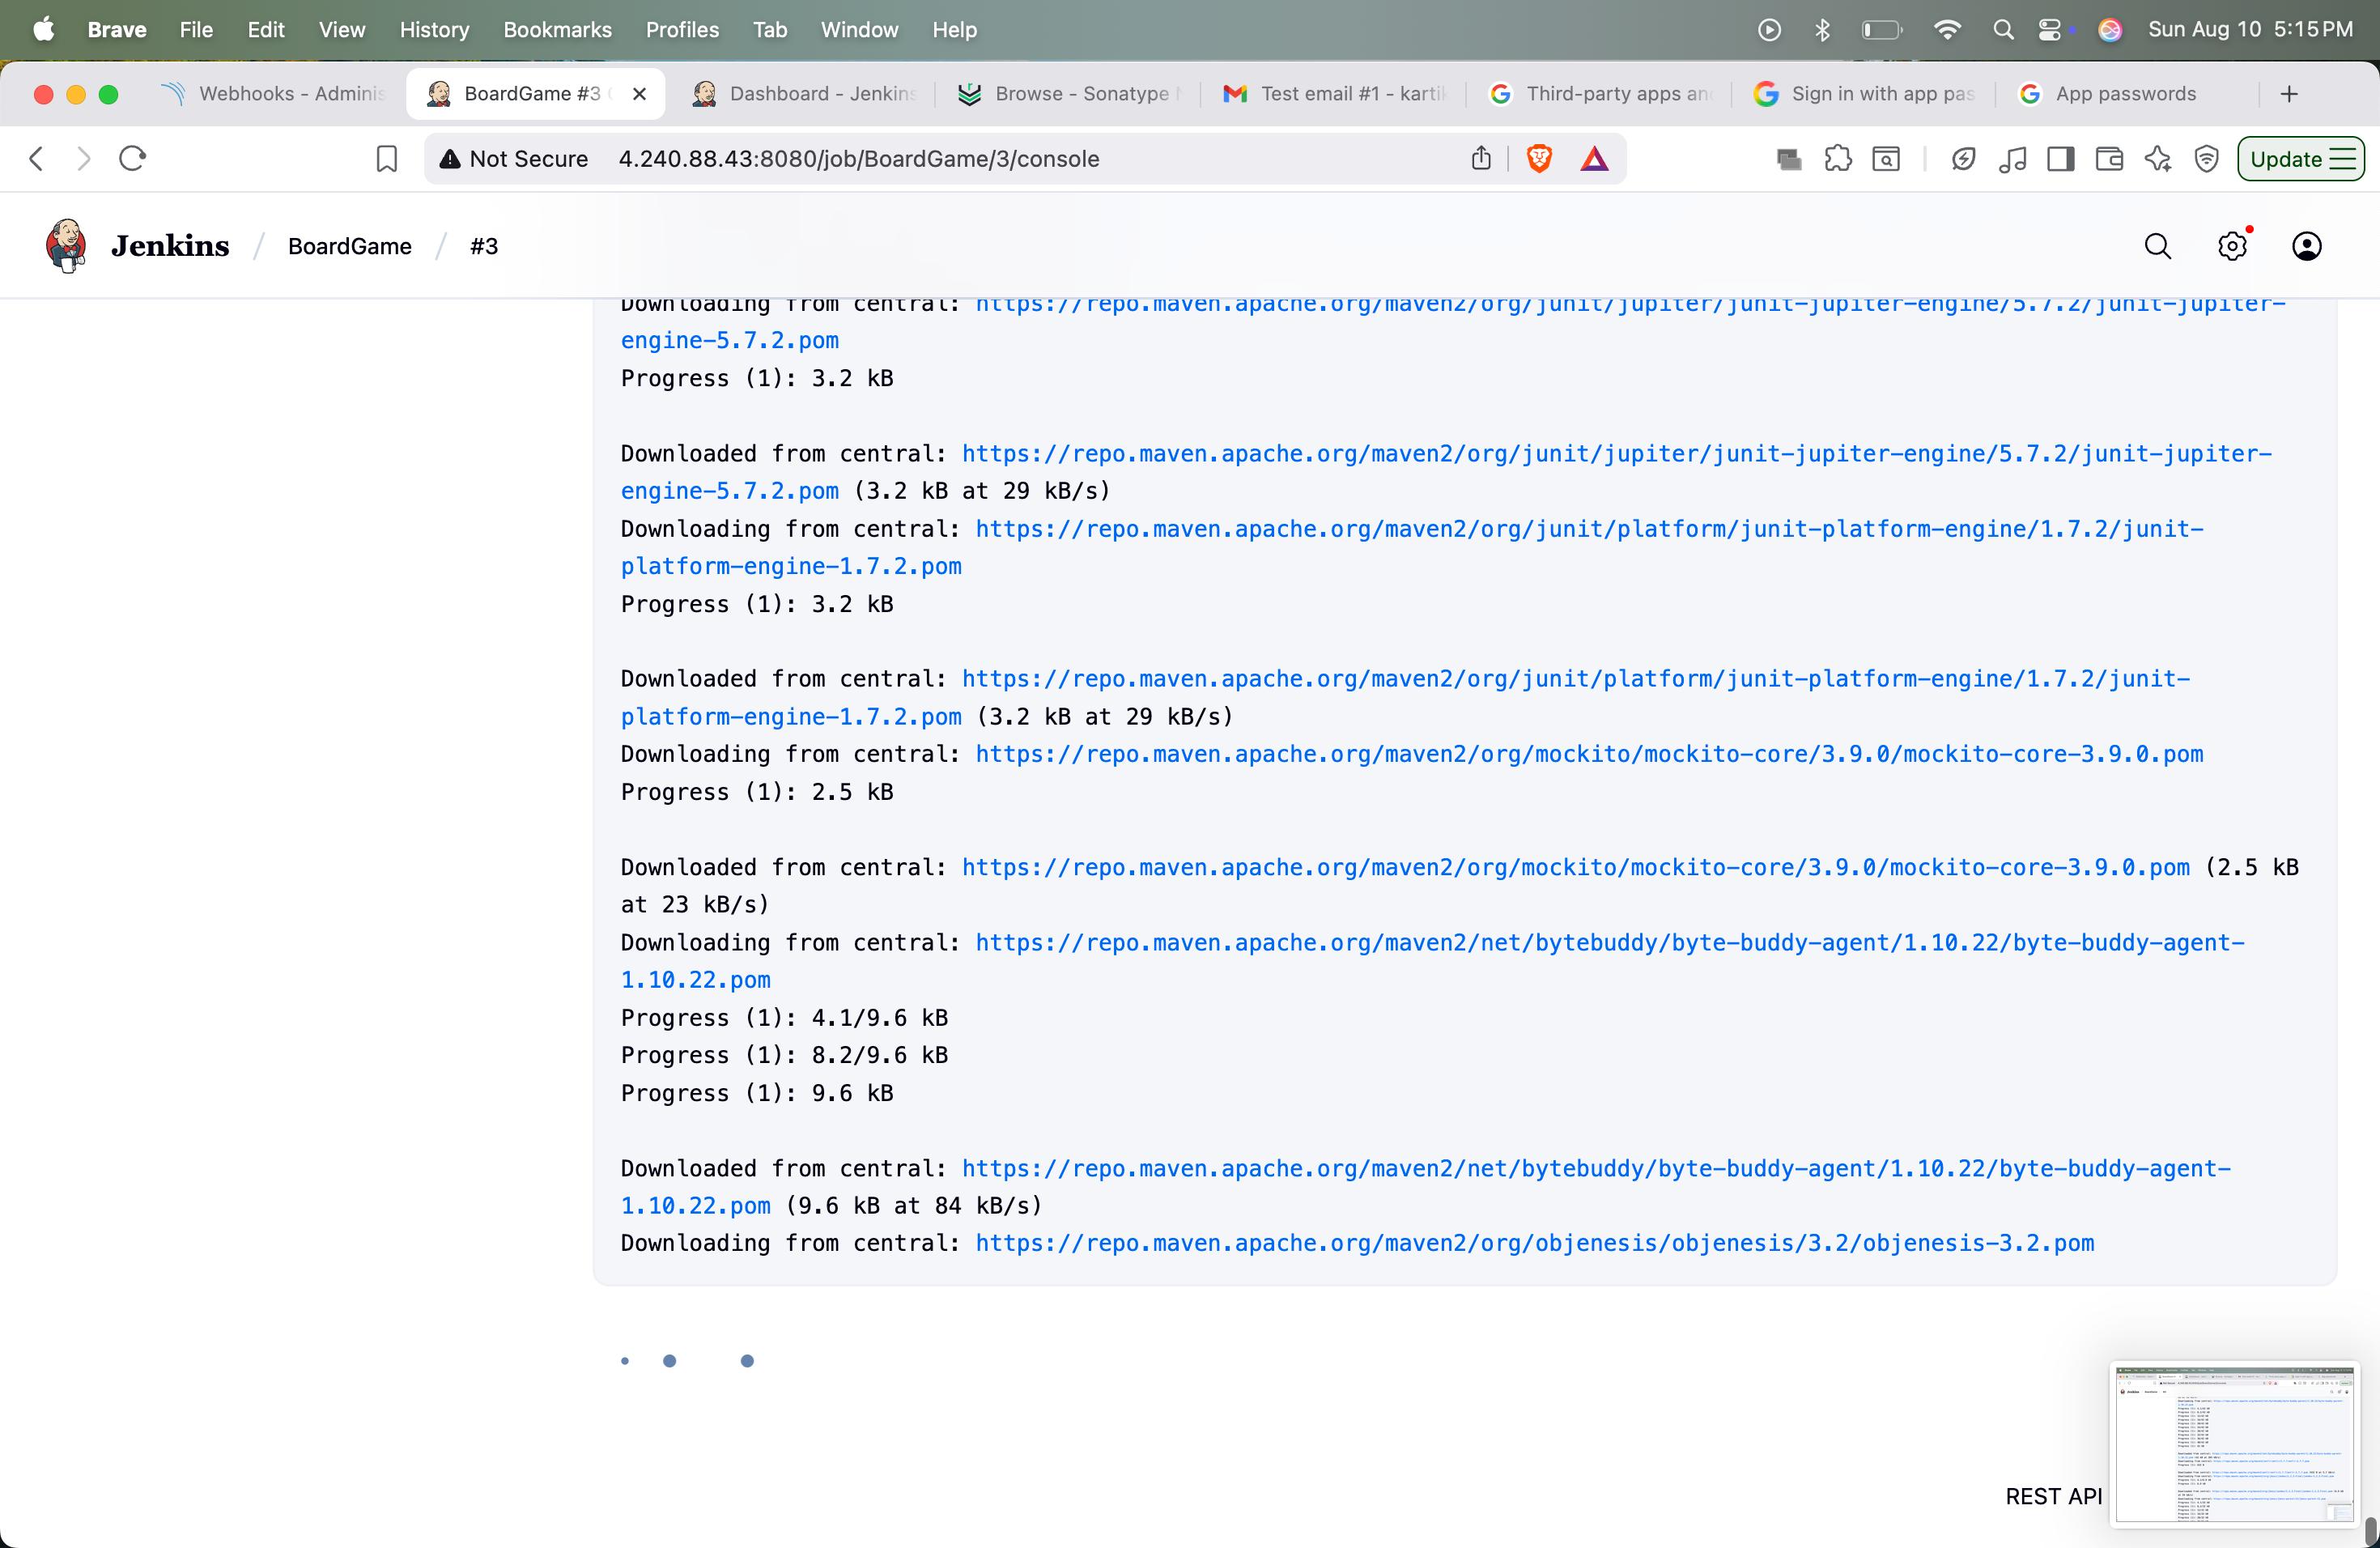 Brave File Edit View History Bookmarks Profiles Tab Window Help Sun Aug 10 5:15 PM
Webhooks - Adminis BoardGame #3 Dashboard - Jenkins Browse - Sonatype Test email #1 - karti Third-party apps an Sign in with app pas App passwords
Not Secure 4.240.88.43:8080/job/BoardGame/3/console Update
Jenkins / BoardGame / #3
Downloading from central: https://repo.maven.apache.org/maven2/org/junit/jupiter/junit-jupiter-engine/5.7.2/junit-jupiter-
engine-5.7.2.pom
Progress (1): 3.2 kB
Downloaded from central: https://repo.maven.apache.org/maven2/org/junit/jupiter/junit-jupiter-engine/5.7.2/junit-jupiter-
engine-5.7.2.pom (3.2 kB at 29 kB/s)
Downloading from central: https://repo.maven.apache.org/maven2/org/junit/platform/junit-platform-engine/1.7.2/junit-
platform-engine-1.7.2.pom
Progress (1): 3.2 kB
Downloaded from central: https://repo.maven.apache.org/maven2/org/junit/platform/junit-platform-engine/1.7.2/junit-
platform-engine-1.7.2.pom (3.2 kB at 29 kB/s)
Downloading from central: https://repo.maven.apache.org/maven2/org/mockito/mockito-core/3.9.0/mockito-core-3.9.0.pom
Progress (1): 2.5 kB
Downloaded from central: https://repo.maven.apache.org/maven2/org/mockito/mockito-core/3.9.0/mockito-core-3.9.0.pom (2.5 kB
at 23 kB/s)
Downloading from central: https://repo.maven.apache.org/maven2/net/bytebuddy/byte-buddy-agent/1.10.22/byte-buddy-agent-
1.10.22.pom
Progress (1): 4.1/9.6 kB
Progress (1): 8.2/9.6 kB
Progress (1): 9.6 kB
Downloaded from central: https://repo.maven.apache.org/maven2/net/bytebuddy/byte-buddy-agent/1.10.22/byte-buddy-agent-
1.10.22.pom (9.6 kB at 84 kB/s)
Downloading from central: https://repo.maven.apache.org/maven2/org/objenesis/objenesis/3.2/objenesis-3.2.pom
REST API